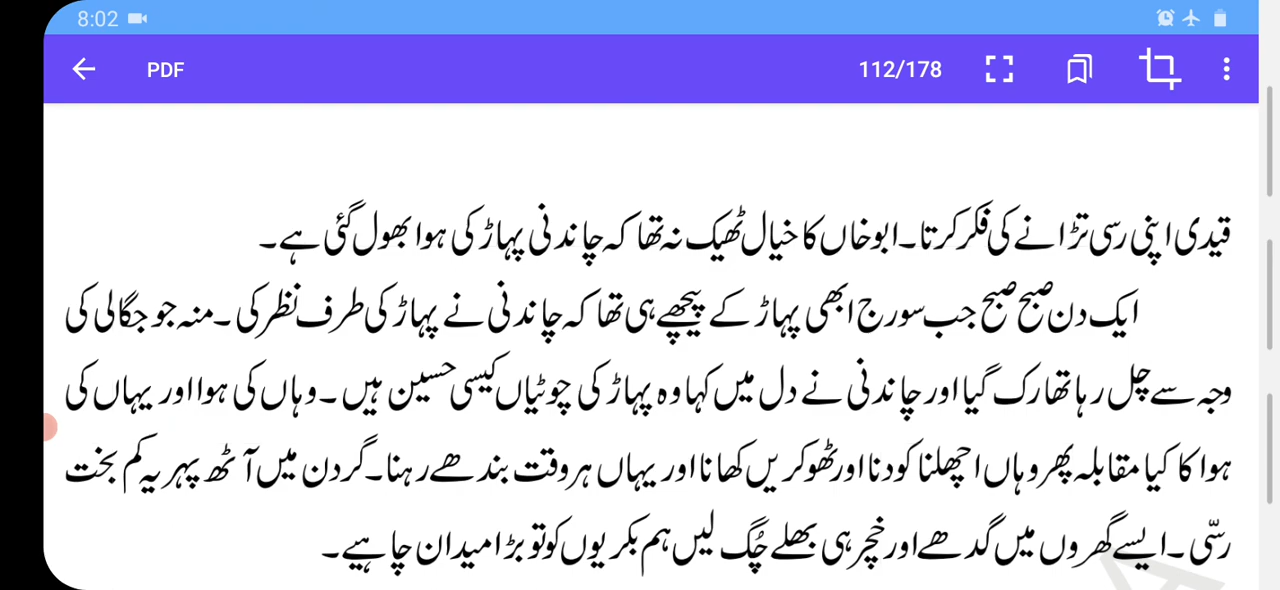 8:02
PDF
112/178
قیدی اپنی رسی تڑانے کی فکر کرتا۔ ابو خاں کا خیال ٹھیک نہ تھا کہ چاندنی پہاڑ کی ہوا بھول گئی ہے۔
ایک دن صبح صبح جب سورج ابھی پہاڑ کے پیچھے ہی تھا کہ چاندنی نے پہاڑ کی طرف نظر کی۔ منہ جو جگالی کی
وجہ سے چل رہا تھا رک گیا اور چاندنی نے دل میں کہا وہ پہاڑ کی چوٹیاں کیسی حسین ہیں۔ وہاں کی ہوا اور یہاں کی
ہوا کا کیا مقابلہ پھر وہاں اچھلنا کودنا اور ٹھوکریں کھانا اور یہاں ہر وقت بندھے رہنا۔ گردن میں آٹھ پہر یہ کم بخت
رسّی۔ ایسے گھروں میں گدھے اور خچر ہی بھلے چُگ لیں ہم بکریوں کو تو بڑا میدان چاہیے۔